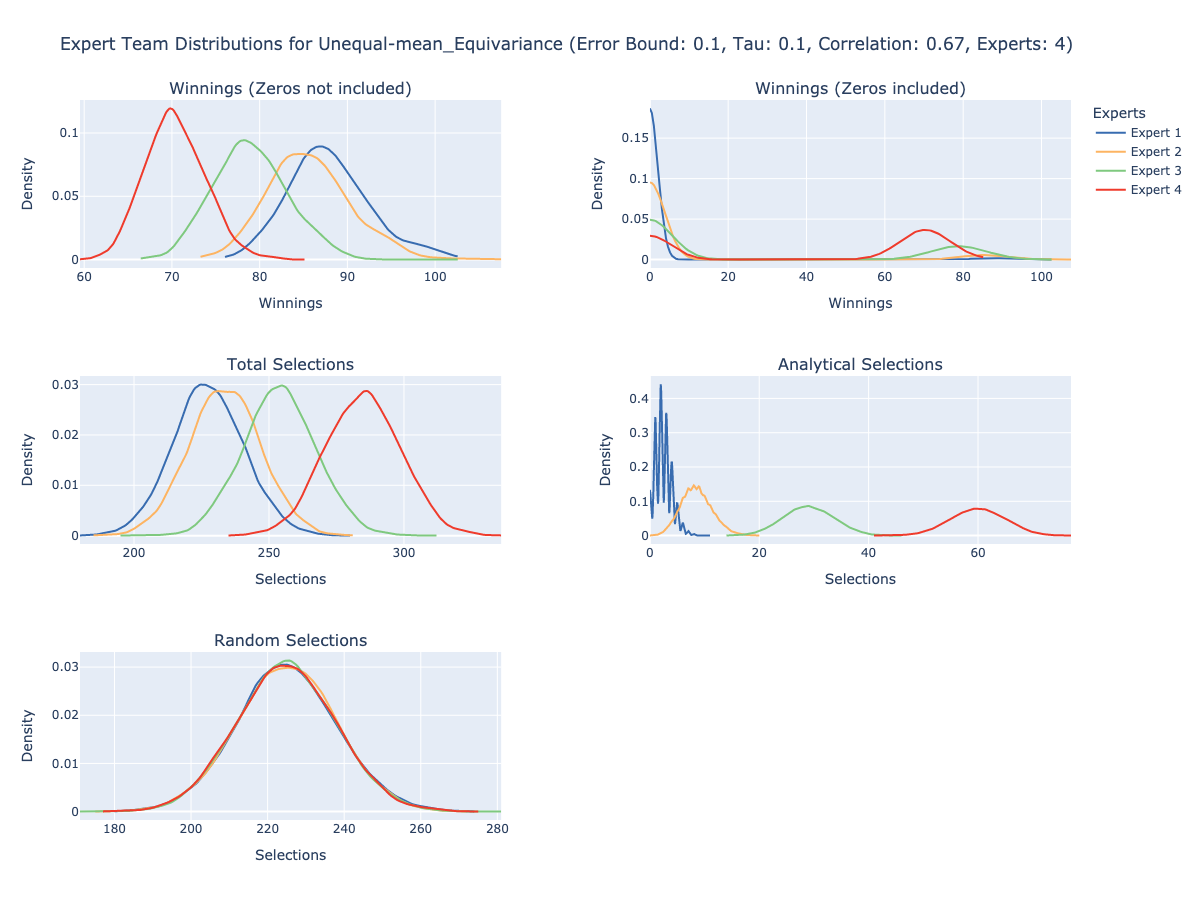 Expert Team Distributions for Unequal-mean_Equivariance (Error Bound: 0.1, Tau: 0.1, Correlation: 0.67, Experts: 4)
Winnings (Zeros not included)
Density
0.1
0.05
0
60 70 80 90 100
Winnings
Winnings (Zeros included)
Density
0.15
0.1
0.05
0
0 20 40 60 80 100
Winnings
Experts
Expert 1
Expert 2
Expert 3
Expert 4
Total Selections
Density
0.03
0.02
0.01
0
200 250 300
Selections
Analytical Selections
Density
0.4
0.3
0.2
0.1
0
0 20 40 60
Selections
Random Selections
Density
0.03
0.02
0.01
0
180 200 220 240 260 280
Selections